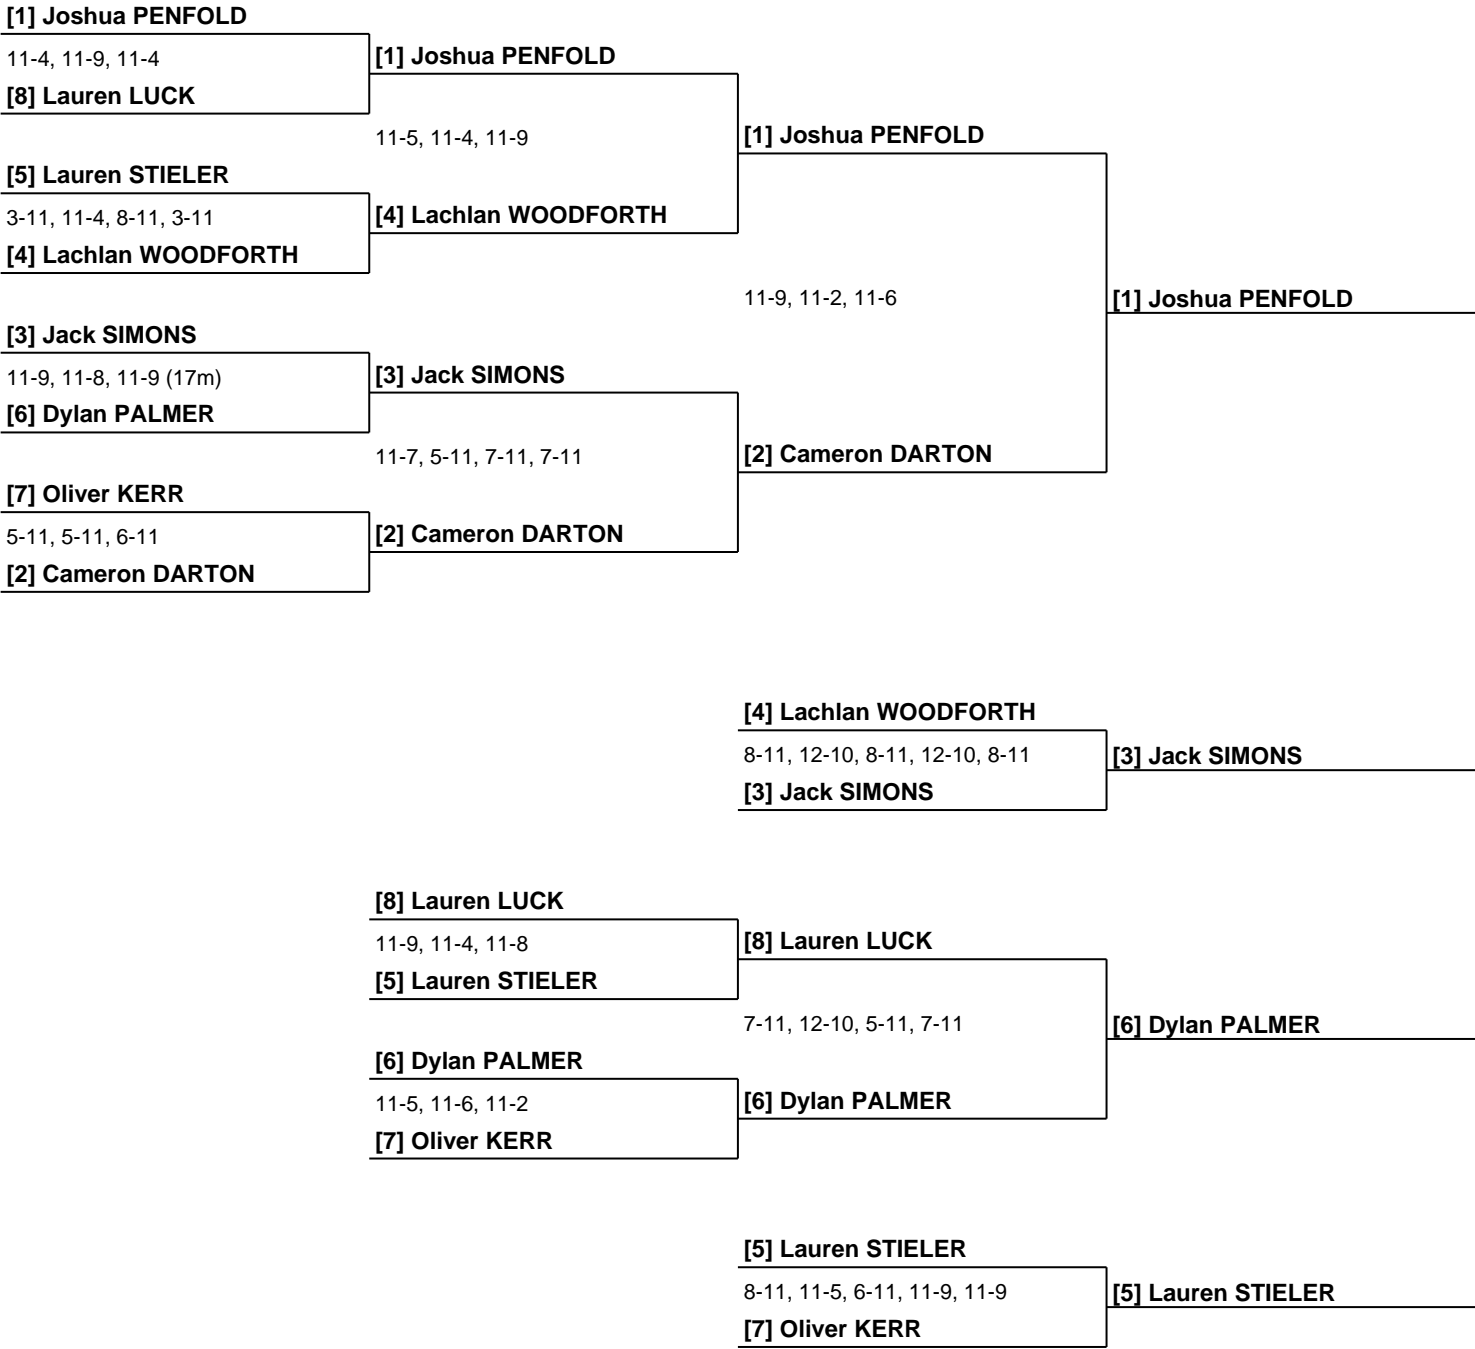 [1] Joshua PENFOLD
11-4, 11-9, 11-4
[1] Joshua PENFOLD
[8] Lauren LUCK
11-5, 11-4, 11-9
[1] Joshua PENFOLD
[5] Lauren STIELER
3-11, 11-4, 8-11, 3-11
[4] Lachlan WOODFORTH
[4] Lachlan WOODFORTH
11-9, 11-2, 11-6
[1] Joshua PENFOLD
[3] Jack SIMONS
11-9, 11-8, 11-9 (17m)
[3] Jack SIMONS
[6] Dylan PALMER
11-7, 5-11, 7-11, 7-11
[2] Cameron DARTON
[7] Oliver KERR
5-11, 5-11, 6-11
[2] Cameron DARTON
[2] Cameron DARTON
[4] Lachlan WOODFORTH
8-11, 12-10, 8-11, 12-10, 8-11
[3] Jack SIMONS
[3] Jack SIMONS
[8] Lauren LUCK
11-9, 11-4, 11-8
[8] Lauren LUCK
[5] Lauren STIELER
7-11, 12-10, 5-11, 7-11
[6] Dylan PALMER
[6] Dylan PALMER
11-5, 11-6, 11-2
[6] Dylan PALMER
[7] Oliver KERR
[5] Lauren STIELER
8-11, 11-5, 6-11, 11-9, 11-9
[5] Lauren STIELER
[7] Oliver KERR